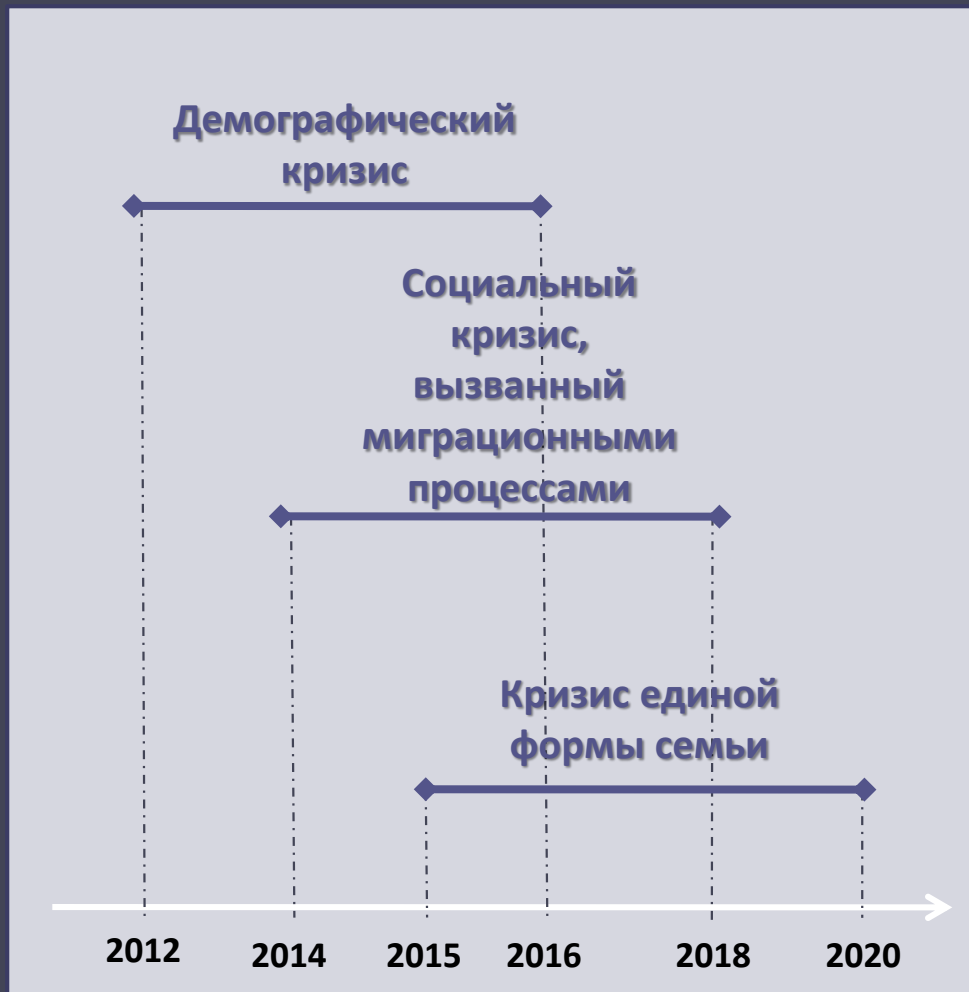 Демографический
кризис
Социальный
кризис,
вызванный
миграционными
процессами
Кризис единой
формы семьи
2012 2014 2015 2016 2018 2020